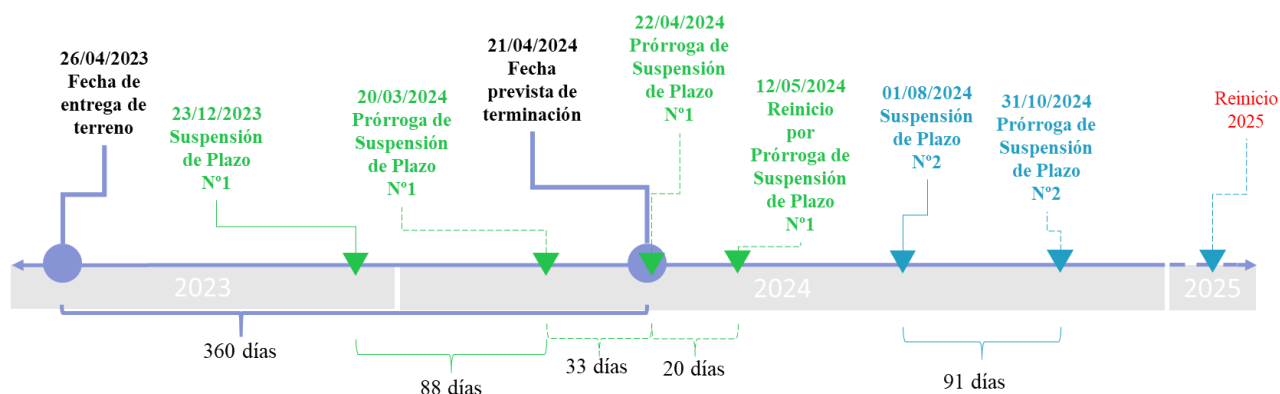 26/04/2023
Fecha de
entrega de
terreno
23/12/2023
Suspensión
de Plazo
Nº1
20/03/2024
Prórroga de
Suspensión
de Plazo
Nº1
21/04/2024
Fecha
prevista de
terminación
22/04/2024
Prórroga de
Suspensión
de Plazo
Nº1
12/05/2024
Reinicio
por
Prórroga de
Suspensión
de Plazo
Nº1
01/08/2024
Suspensión
de Plazo
Nº2
31/10/2024
Prórroga de
Suspensión
de Plazo
Nº2
Reinicio
2025
2023
2024
2025
360 días
88 días
33 días
20 días
91 días